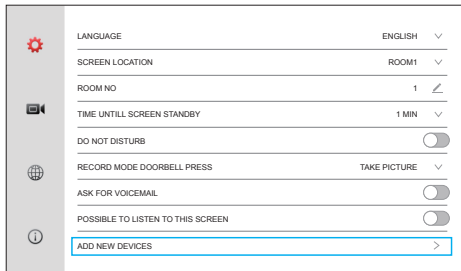 LANGUAGE ENGLISH
SCREEN LOCATION ROOM1
ROOM NO 1
TIME UNTILL SCREEN STANDBY 1 MIN
DO NOT DISTURB
RECORD MODE DOORBELL PRESS TAKE PICTURE
ASK FOR VOICEMAIL
POSSIBLE TO LISTEN TO THIS SCREEN
ADD NEW DEVICES